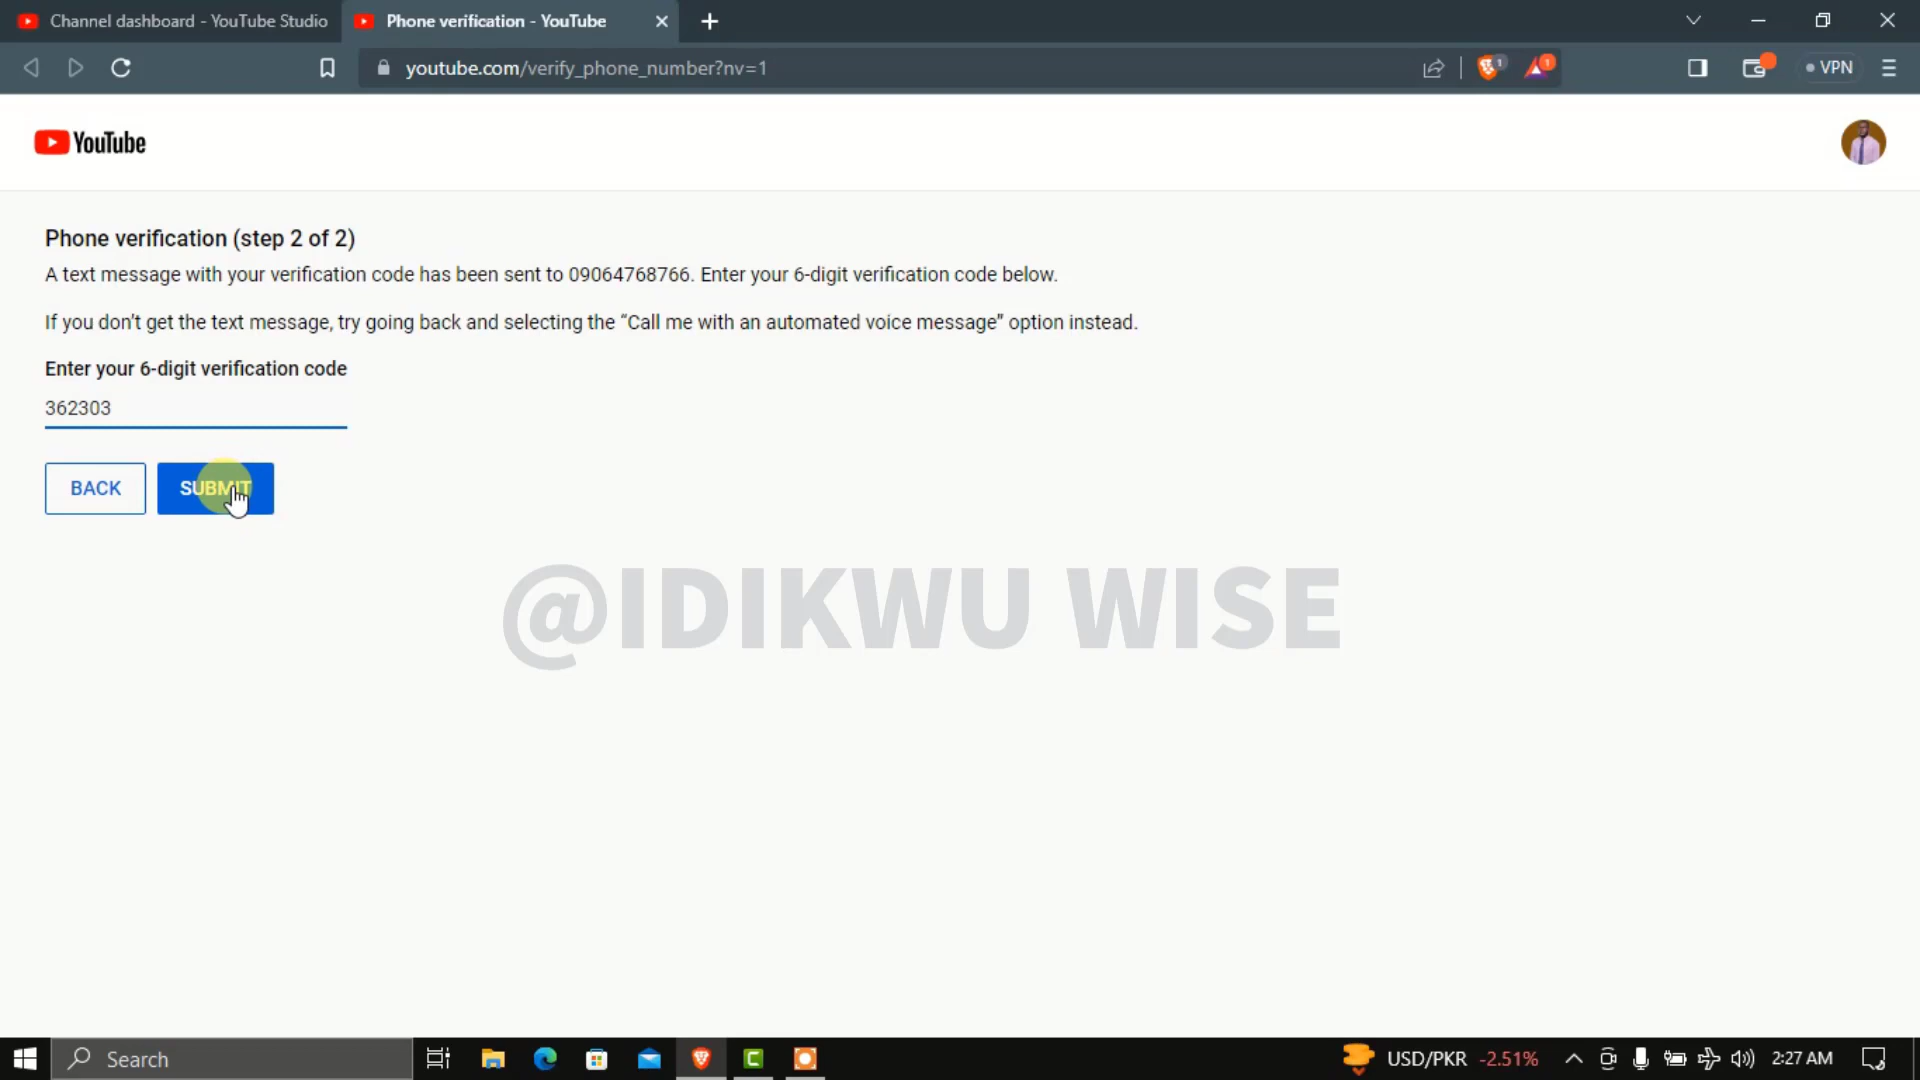 Channel dashboard - YouTube Studio
Phone verification - YouTube
youtube.com/verify_phone_number?nv=1
1
1
VPN
YouTube
Phone verification (step 2 of 2)
A text message with your verification code has been sent to 09064768766. Enter your 6-digit verification code below.
If you don't get the text message, try going back and selecting the “Call me with an automated voice message” option instead.
Enter your 6-digit verification code
362303
BACK
SUBMIT
@IDIKWU WISE
Search
USD/PKR -2.51%
2:27 AM